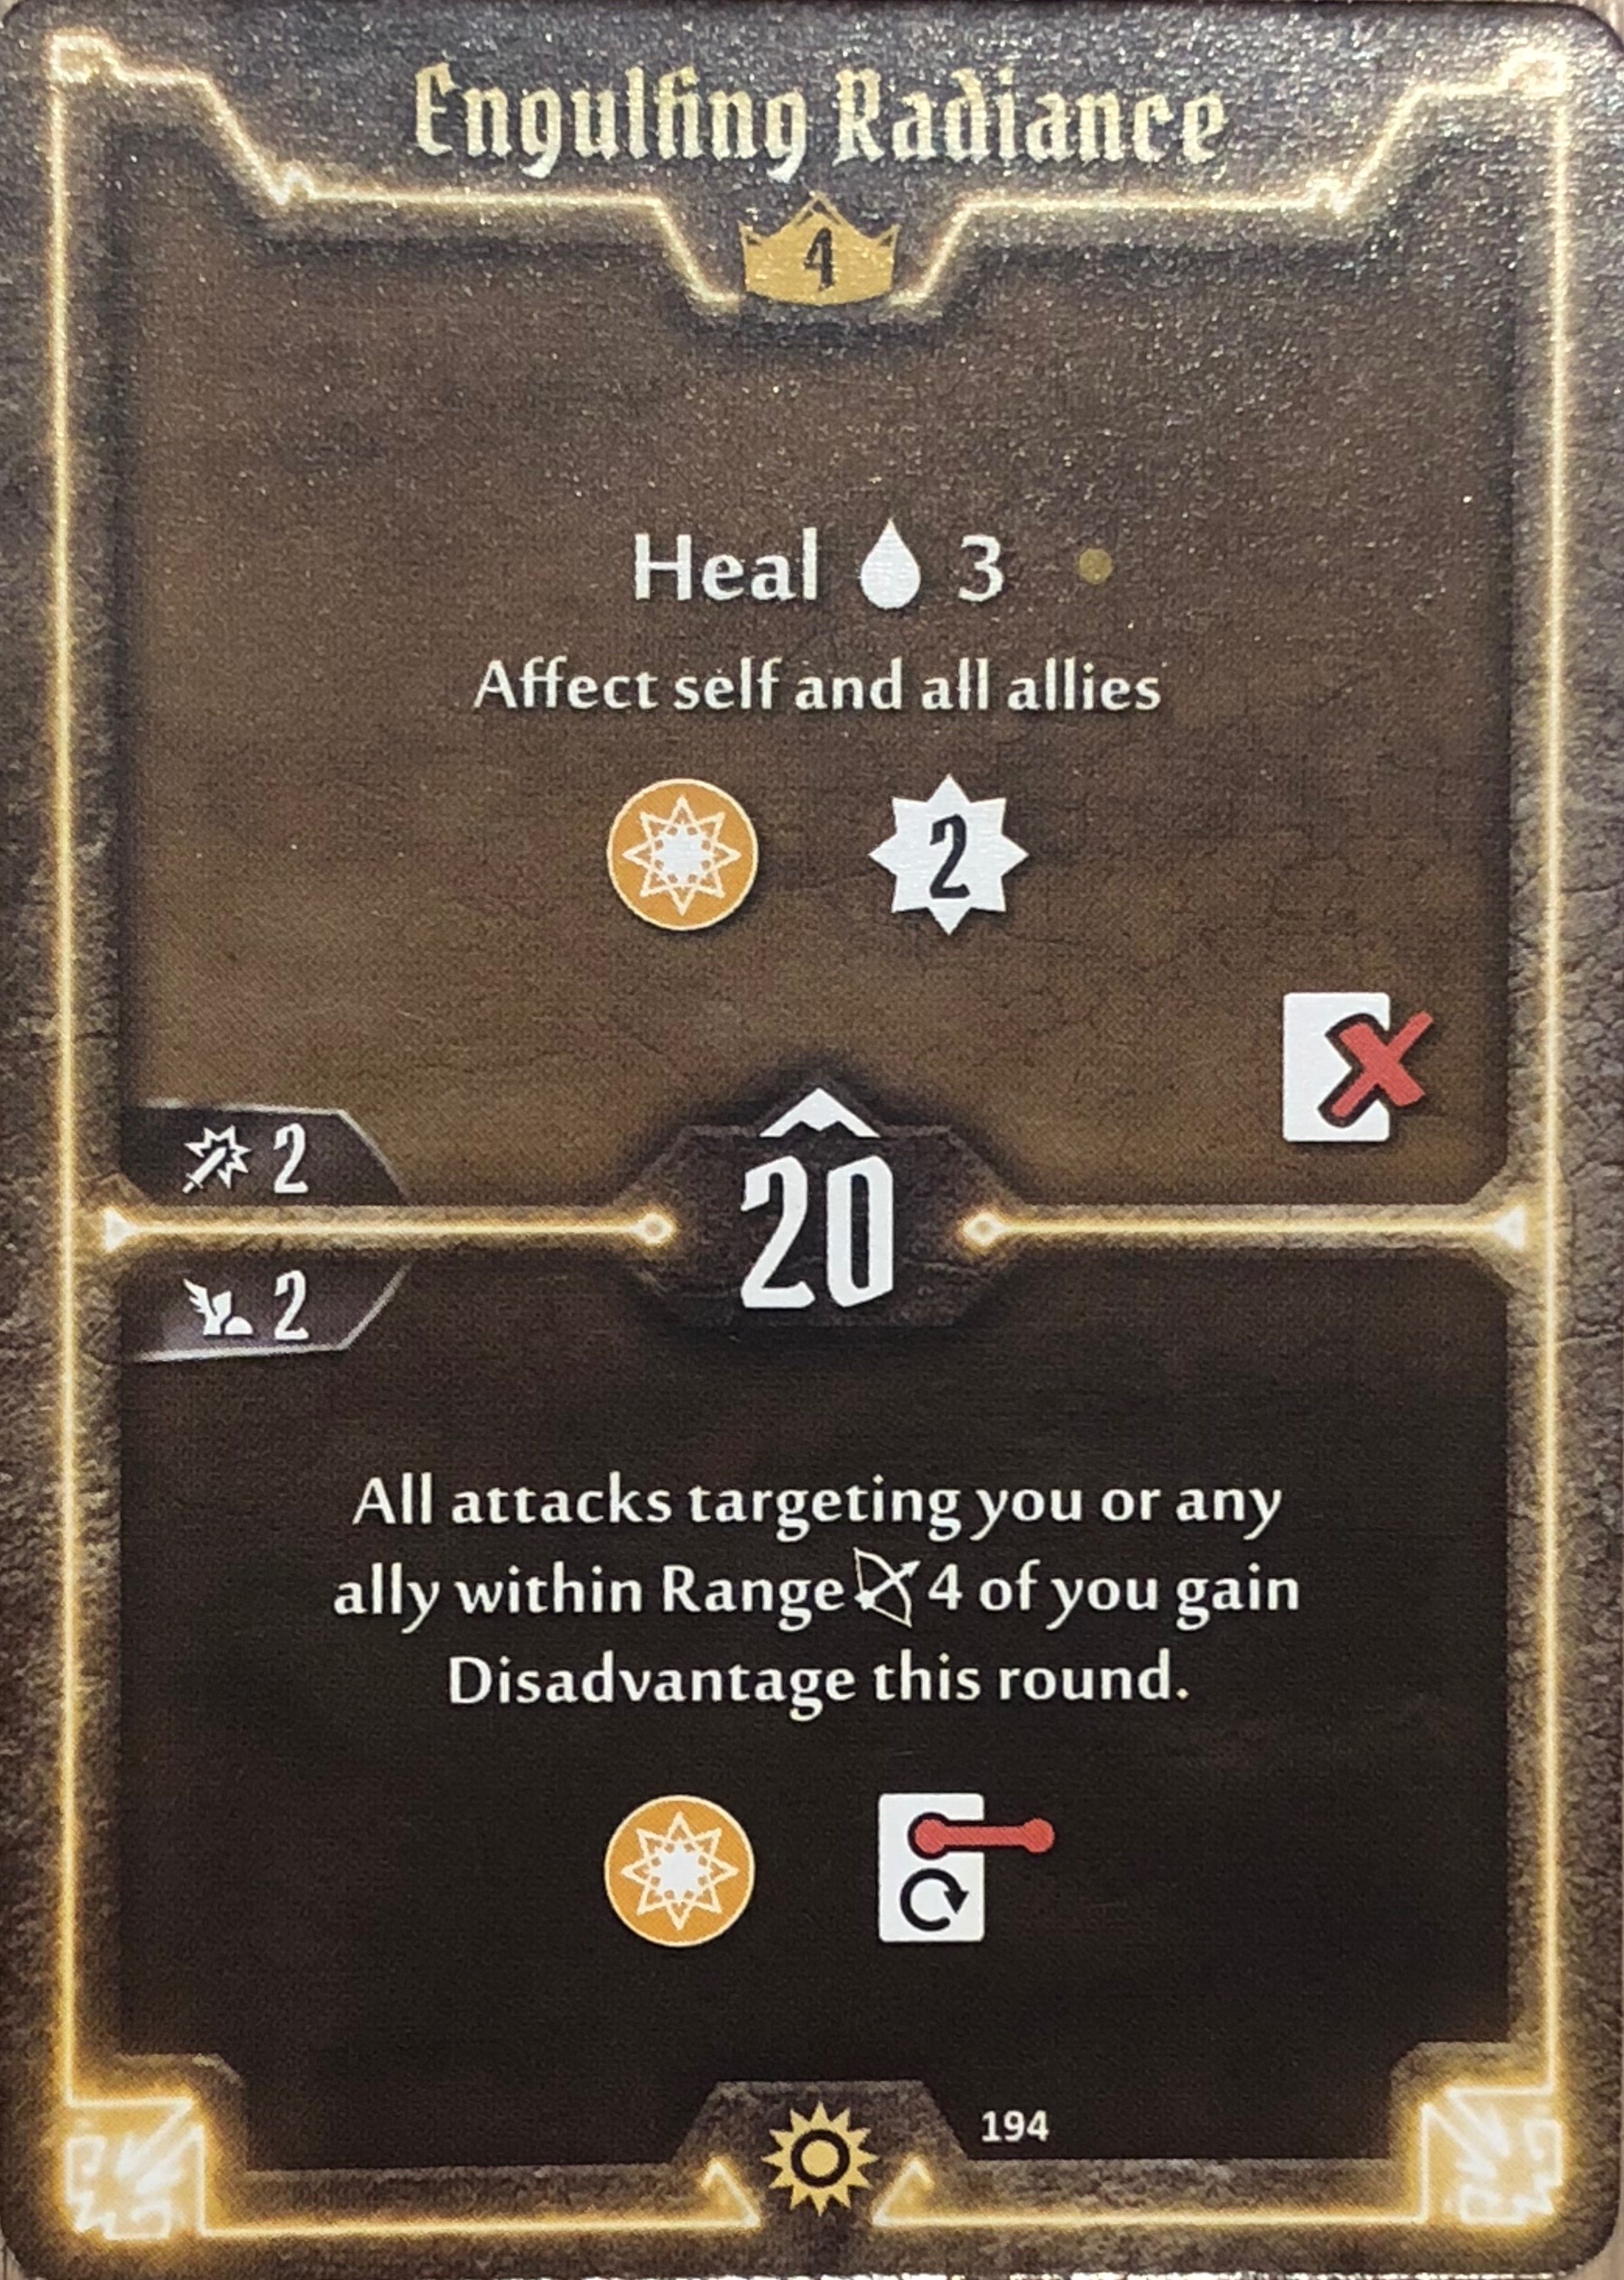 Engulfing Radiance
4
Heal 3
Affect self and all allies
2
2
20
2
All attacks targeting you or any
ally within Range 4 of you gain
Disadvantage this round.
194